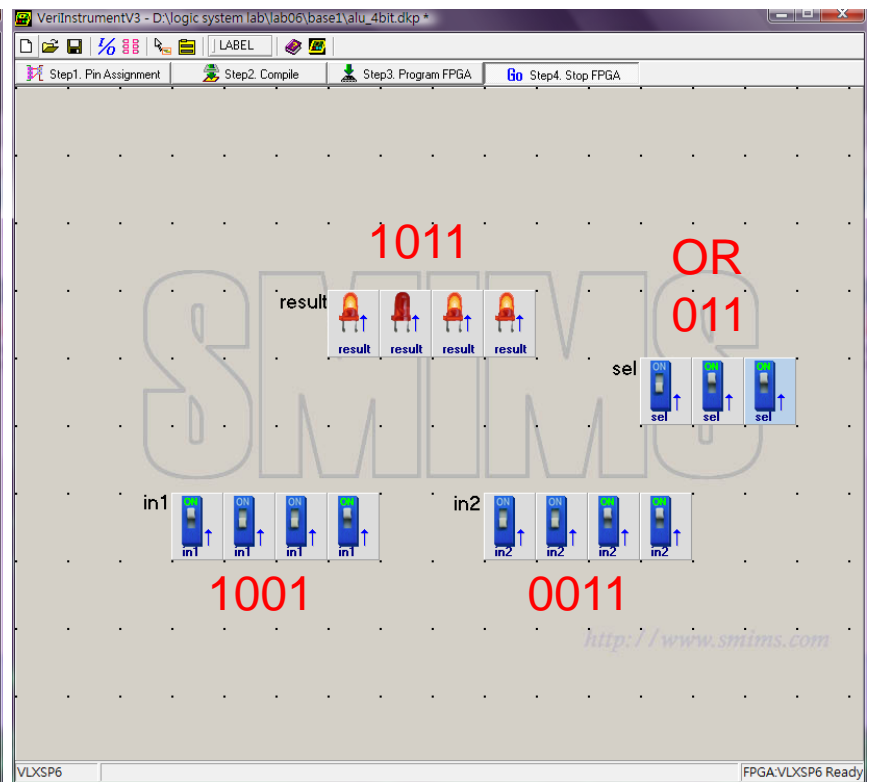 VeriInstrumentV3 - D:\logic system lab\lab06\base1\alu_4bit.dkp *
I/O LABEL
Step1. Pin Assignment Step2. Compile Step3. Program FPGA Go Step4. Stop FPGA
SMIMS
1011
OR
011
result
result result result result
sel
ON ON ON
sel sel sel
in1
ON ON ON ON
in1 in1 in1 in1
in2
ON ON ON ON
in2 in2 in2 in2
1001
0011
http://www.smims.com
VLXSP6
FPGA:VLXSP6 Ready